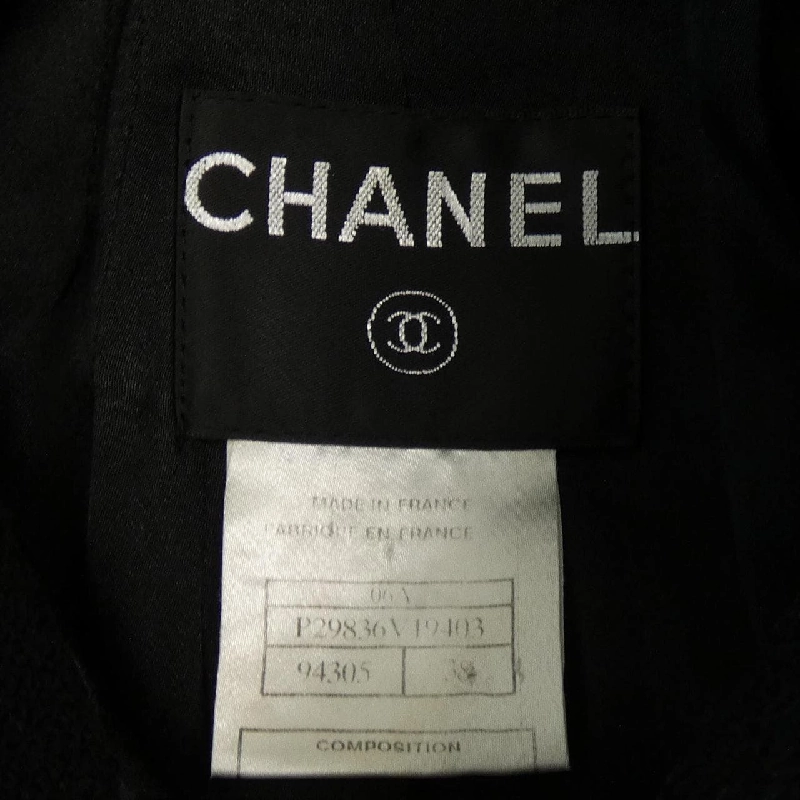 CHANEL
MADE IN FRANCE
FABRIQUE EN FRANCE
06A
P29836V19403
94305 38
COMPOSITION